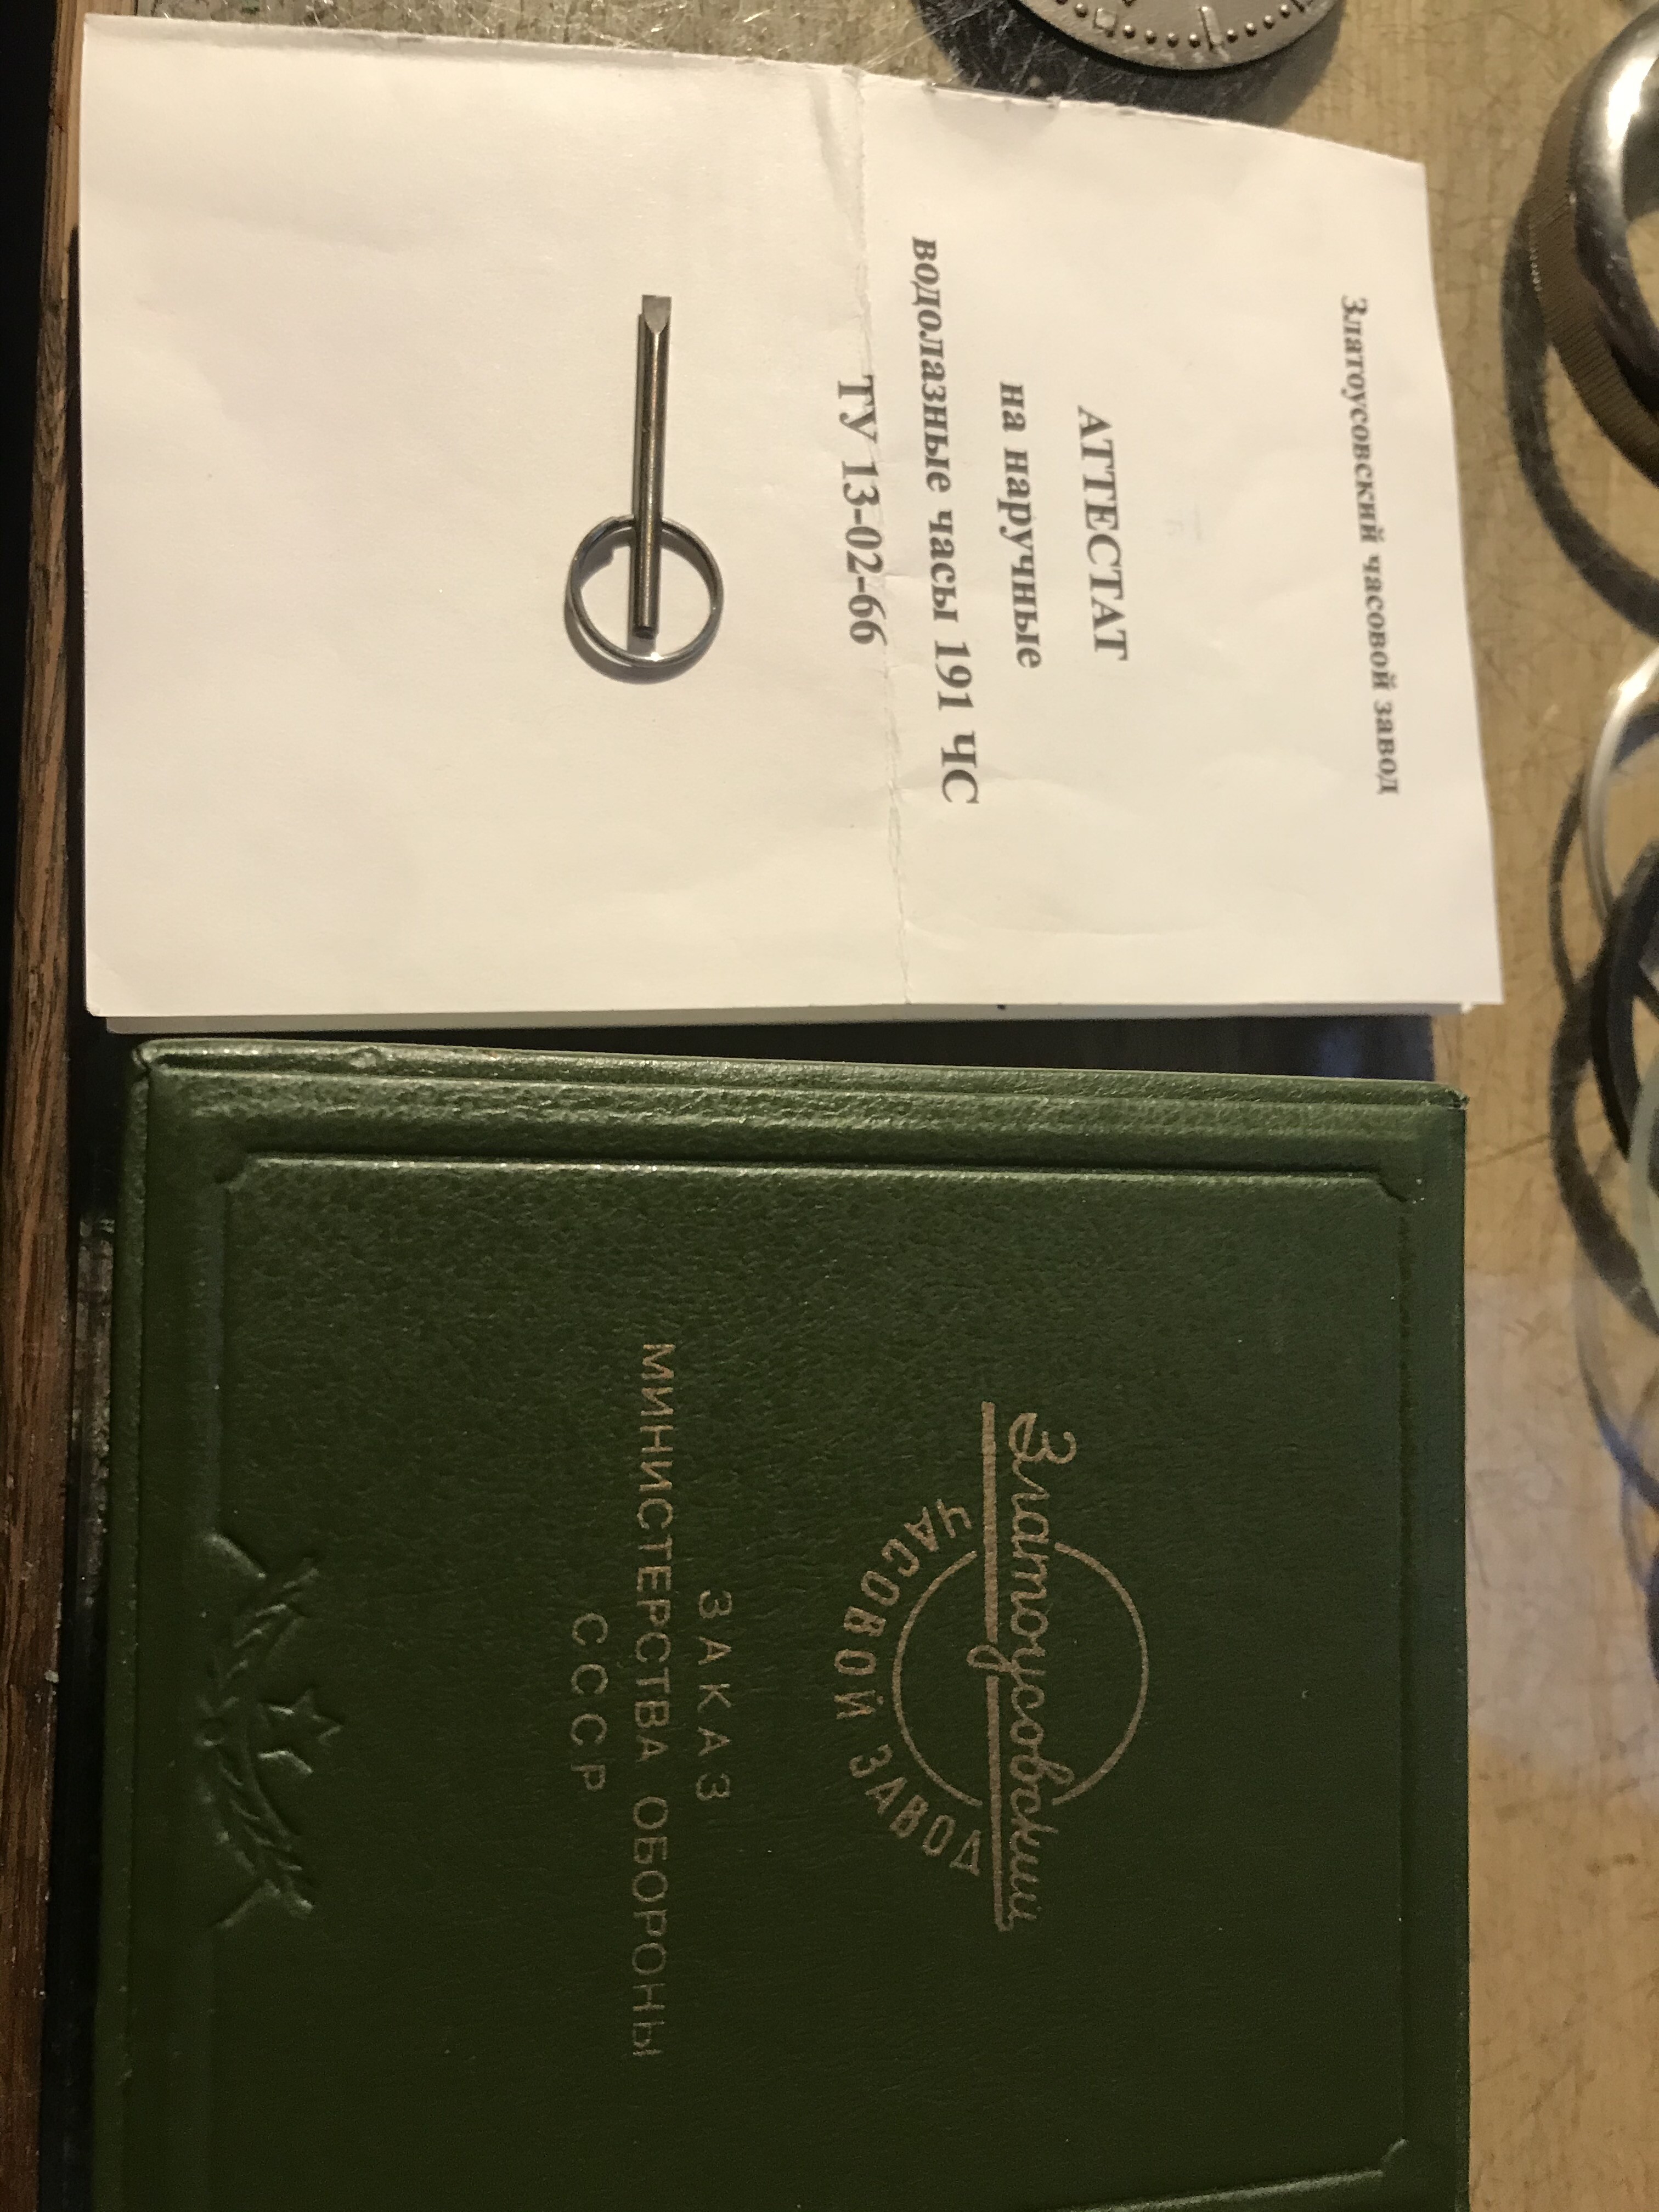 Златоусовский часовой завод
АТТЕСТАТ
на наручные
водолазные часы 191 ЧС
ТУ 13-02-66
Златоусовский
ЧАСОВОЙ ЗАВОД
ЗАКАЗ
МИНИСТЕРСТВА ОБОРОНЫ
СССР